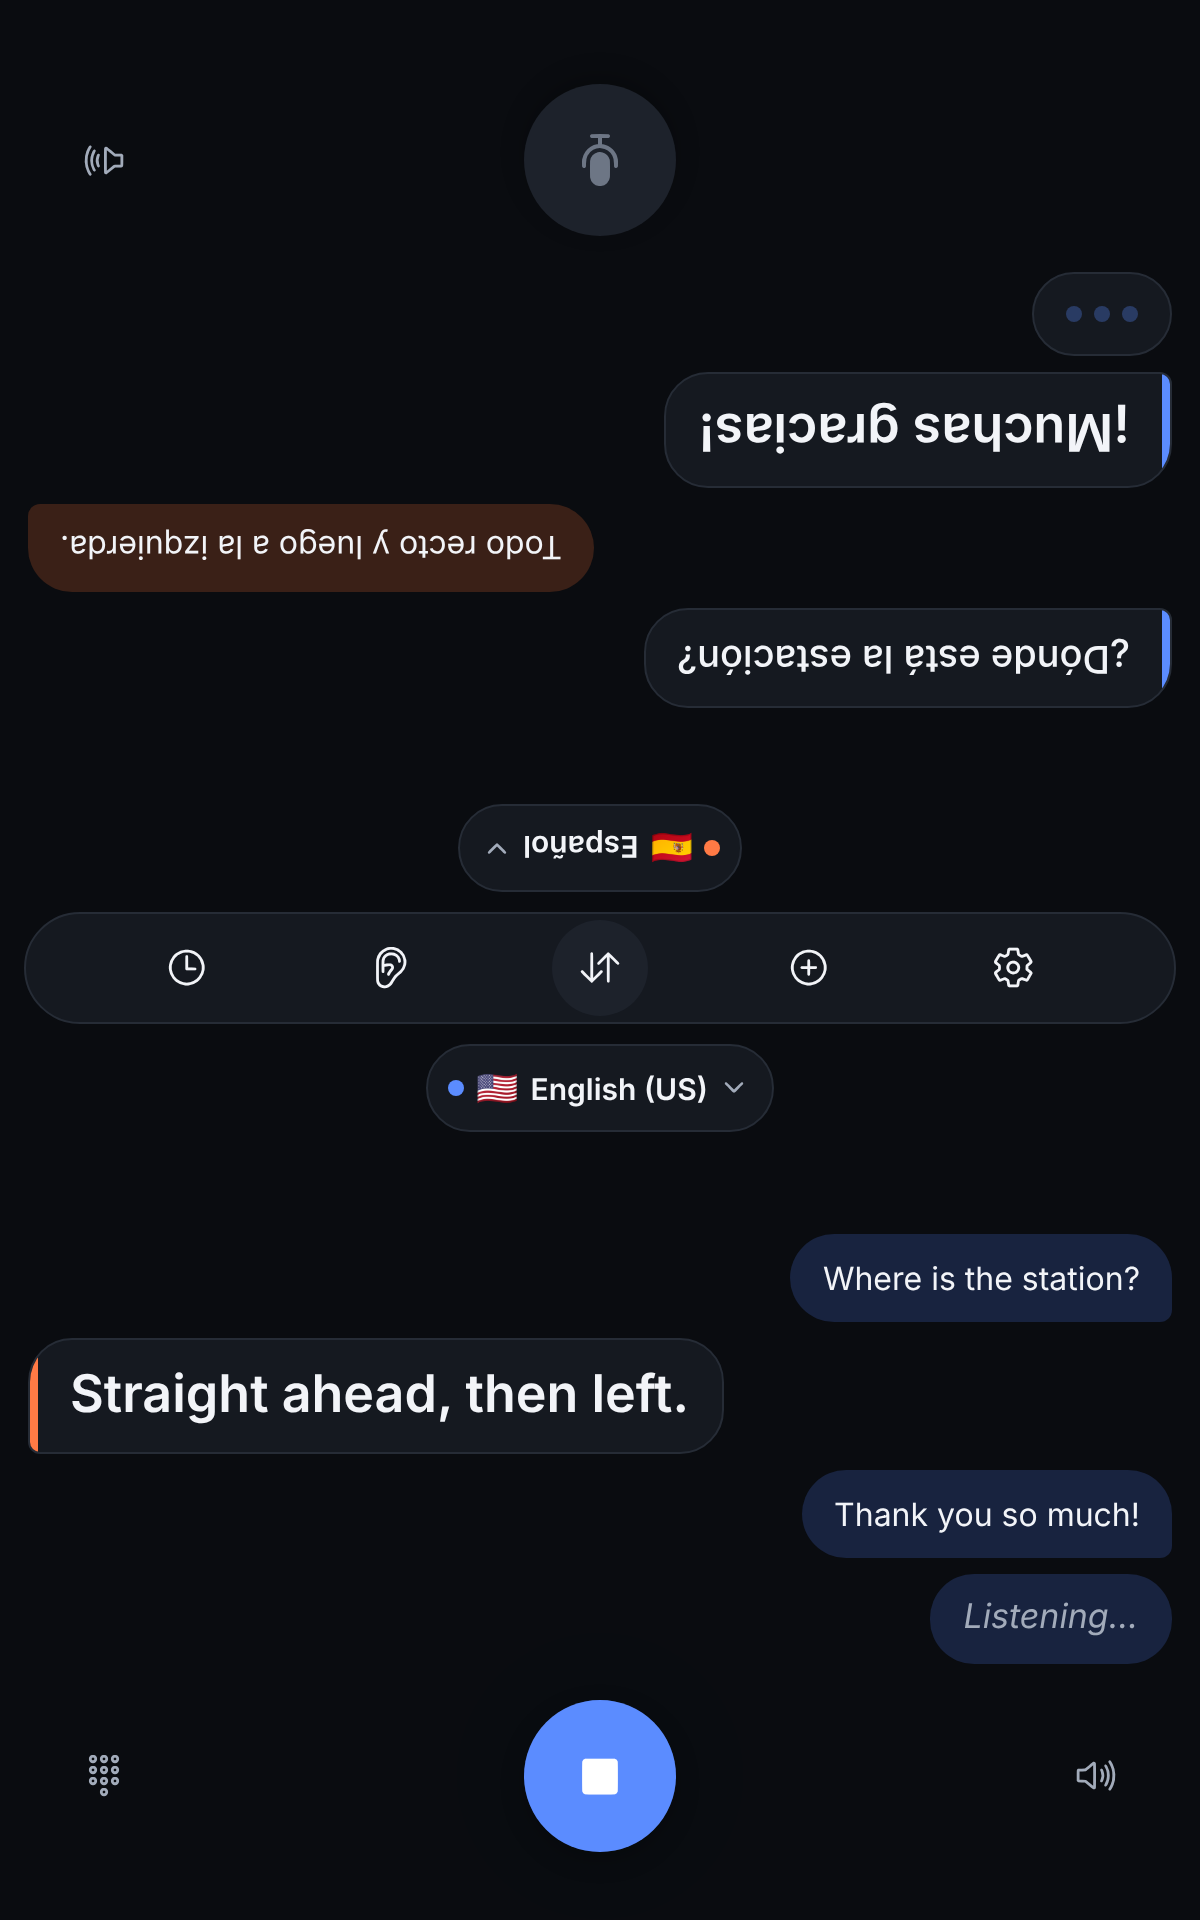 Español
¿Dónde está la estación?
Todo recto y luego a la izquierda.
¡Muchas gracias!
English (US)
Where is the station?
Straight ahead, then left.
Thank you so much!
Listening...